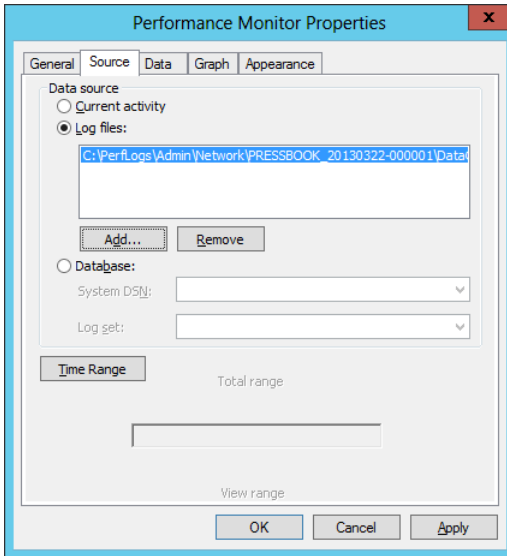 Performance Monitor Properties
x
General Source Data Graph Appearance
Data source
Current activity
Log files:
C:\PerfLogs\Admin\Network\PRESSBOOK_20130322-000001\Data
Add... Remove
Database:
System DSN:
Log set:
Time Range
Total range
View range
OK Cancel Apply